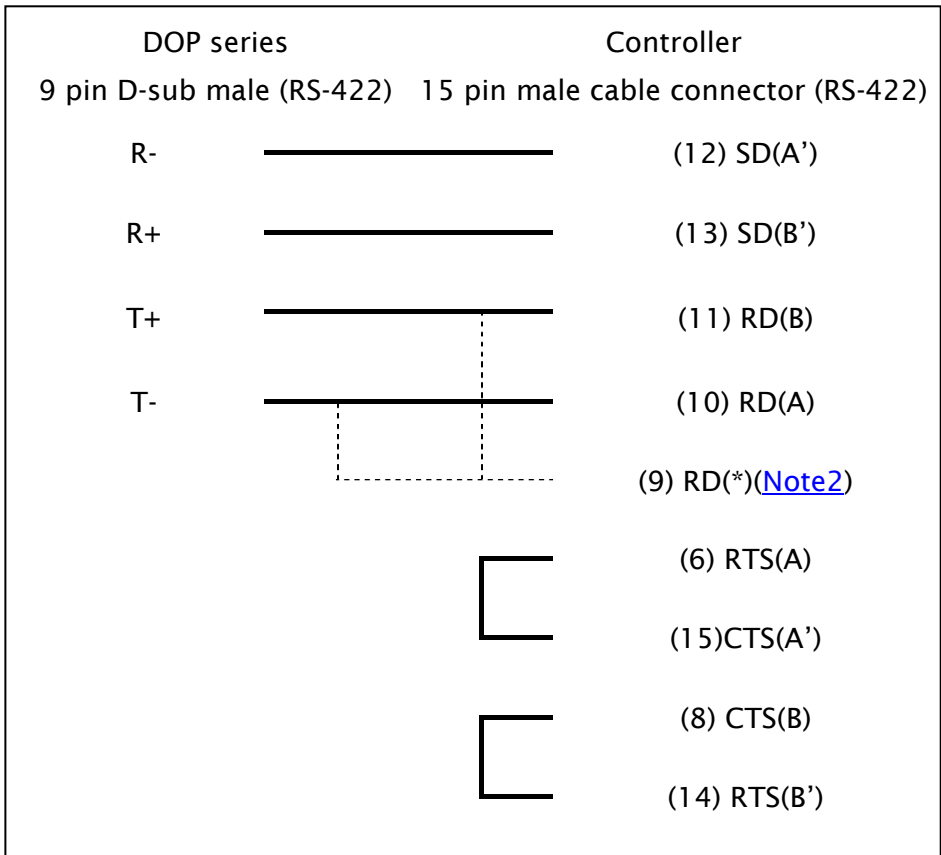 DOP series Controller
9 pin D-sub male (RS-422) 15 pin male cable connector (RS-422)
R- (12) SD(A’)
R+ (13) SD(B’)
T+ (11) RD(B)
T- (10) RD(A)
(9) RD(*)(Note2)
(6) RTS(A)
(15)CTS(A’)
(8) CTS(B)
(14) RTS(B’)